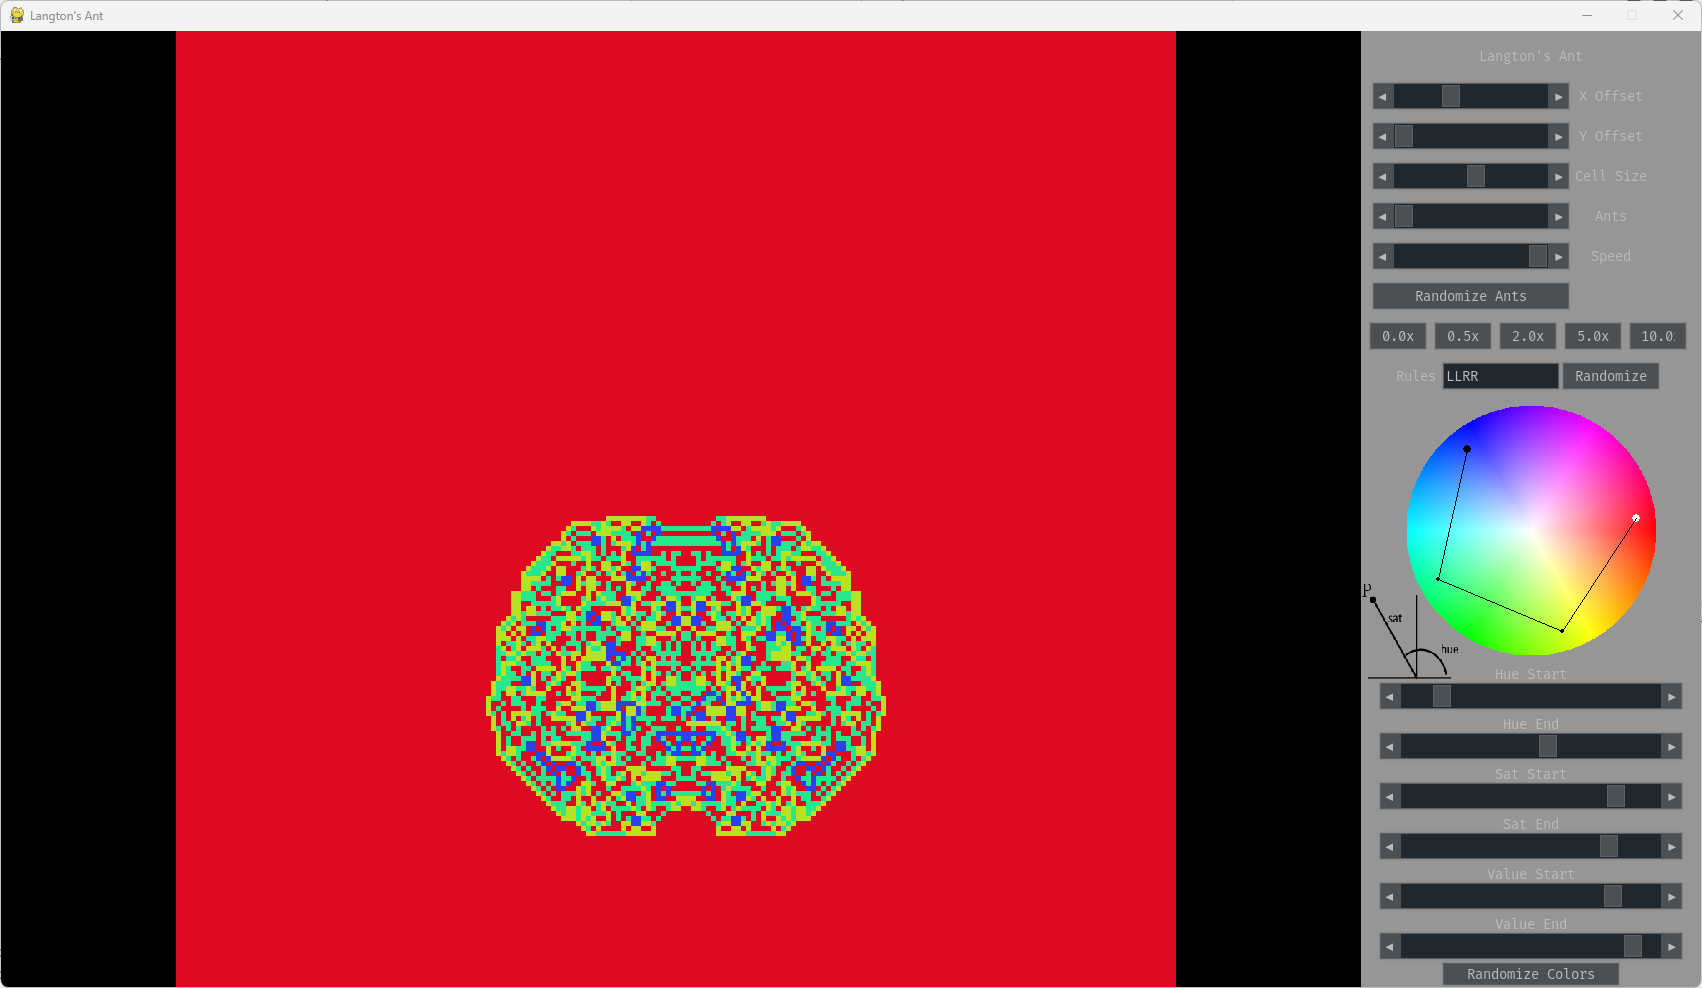 Langton's Ant
Langton's Ant
X Offset
Y Offset
Cell Size
Ants
Speed
Randomize Ants
0.0x 0.5x 2.0x 5.0x 10.0
Rules LLRR Randomize
P
sat
hue
Hue Start
Hue End
Sat Start
Sat End
Value Start
Value End
Randomize Colors